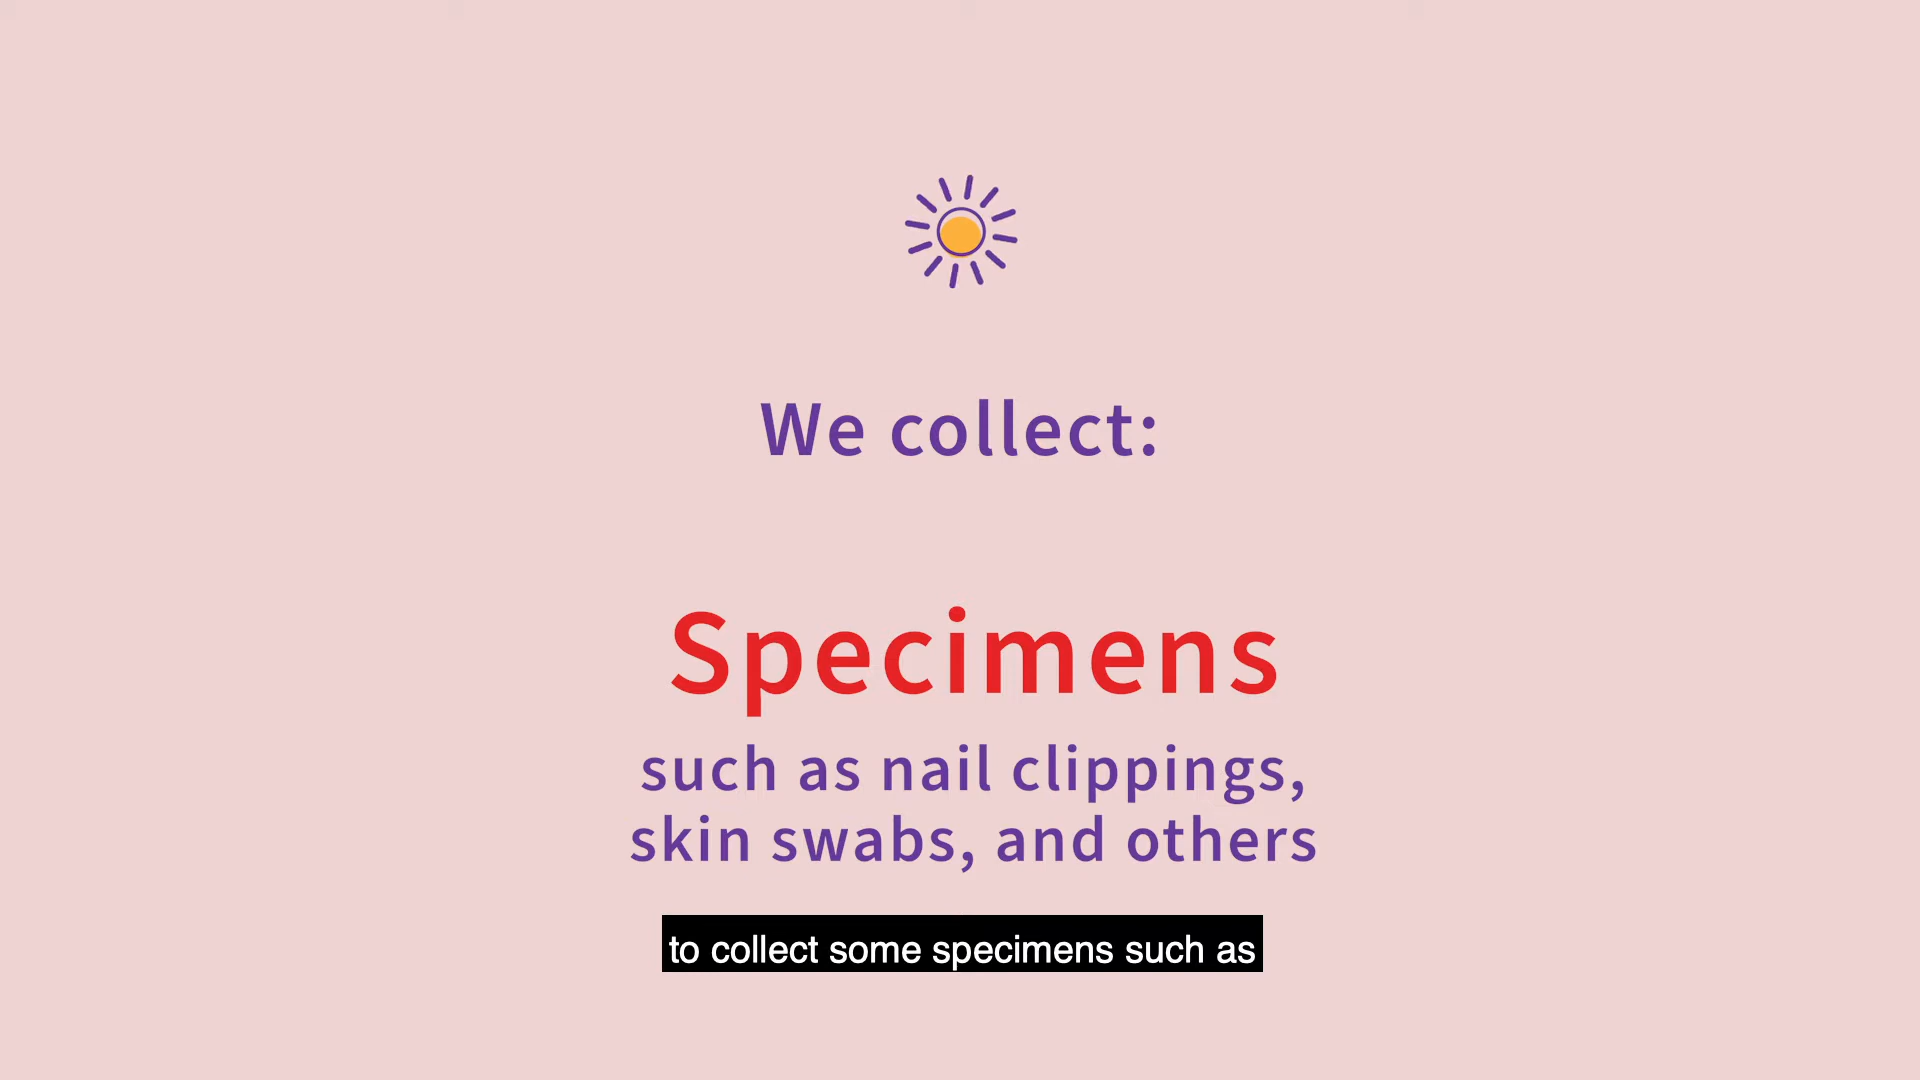 We collect:
Specimens
such as nail clippings,
skin swabs, and others
to collect some specimens such as